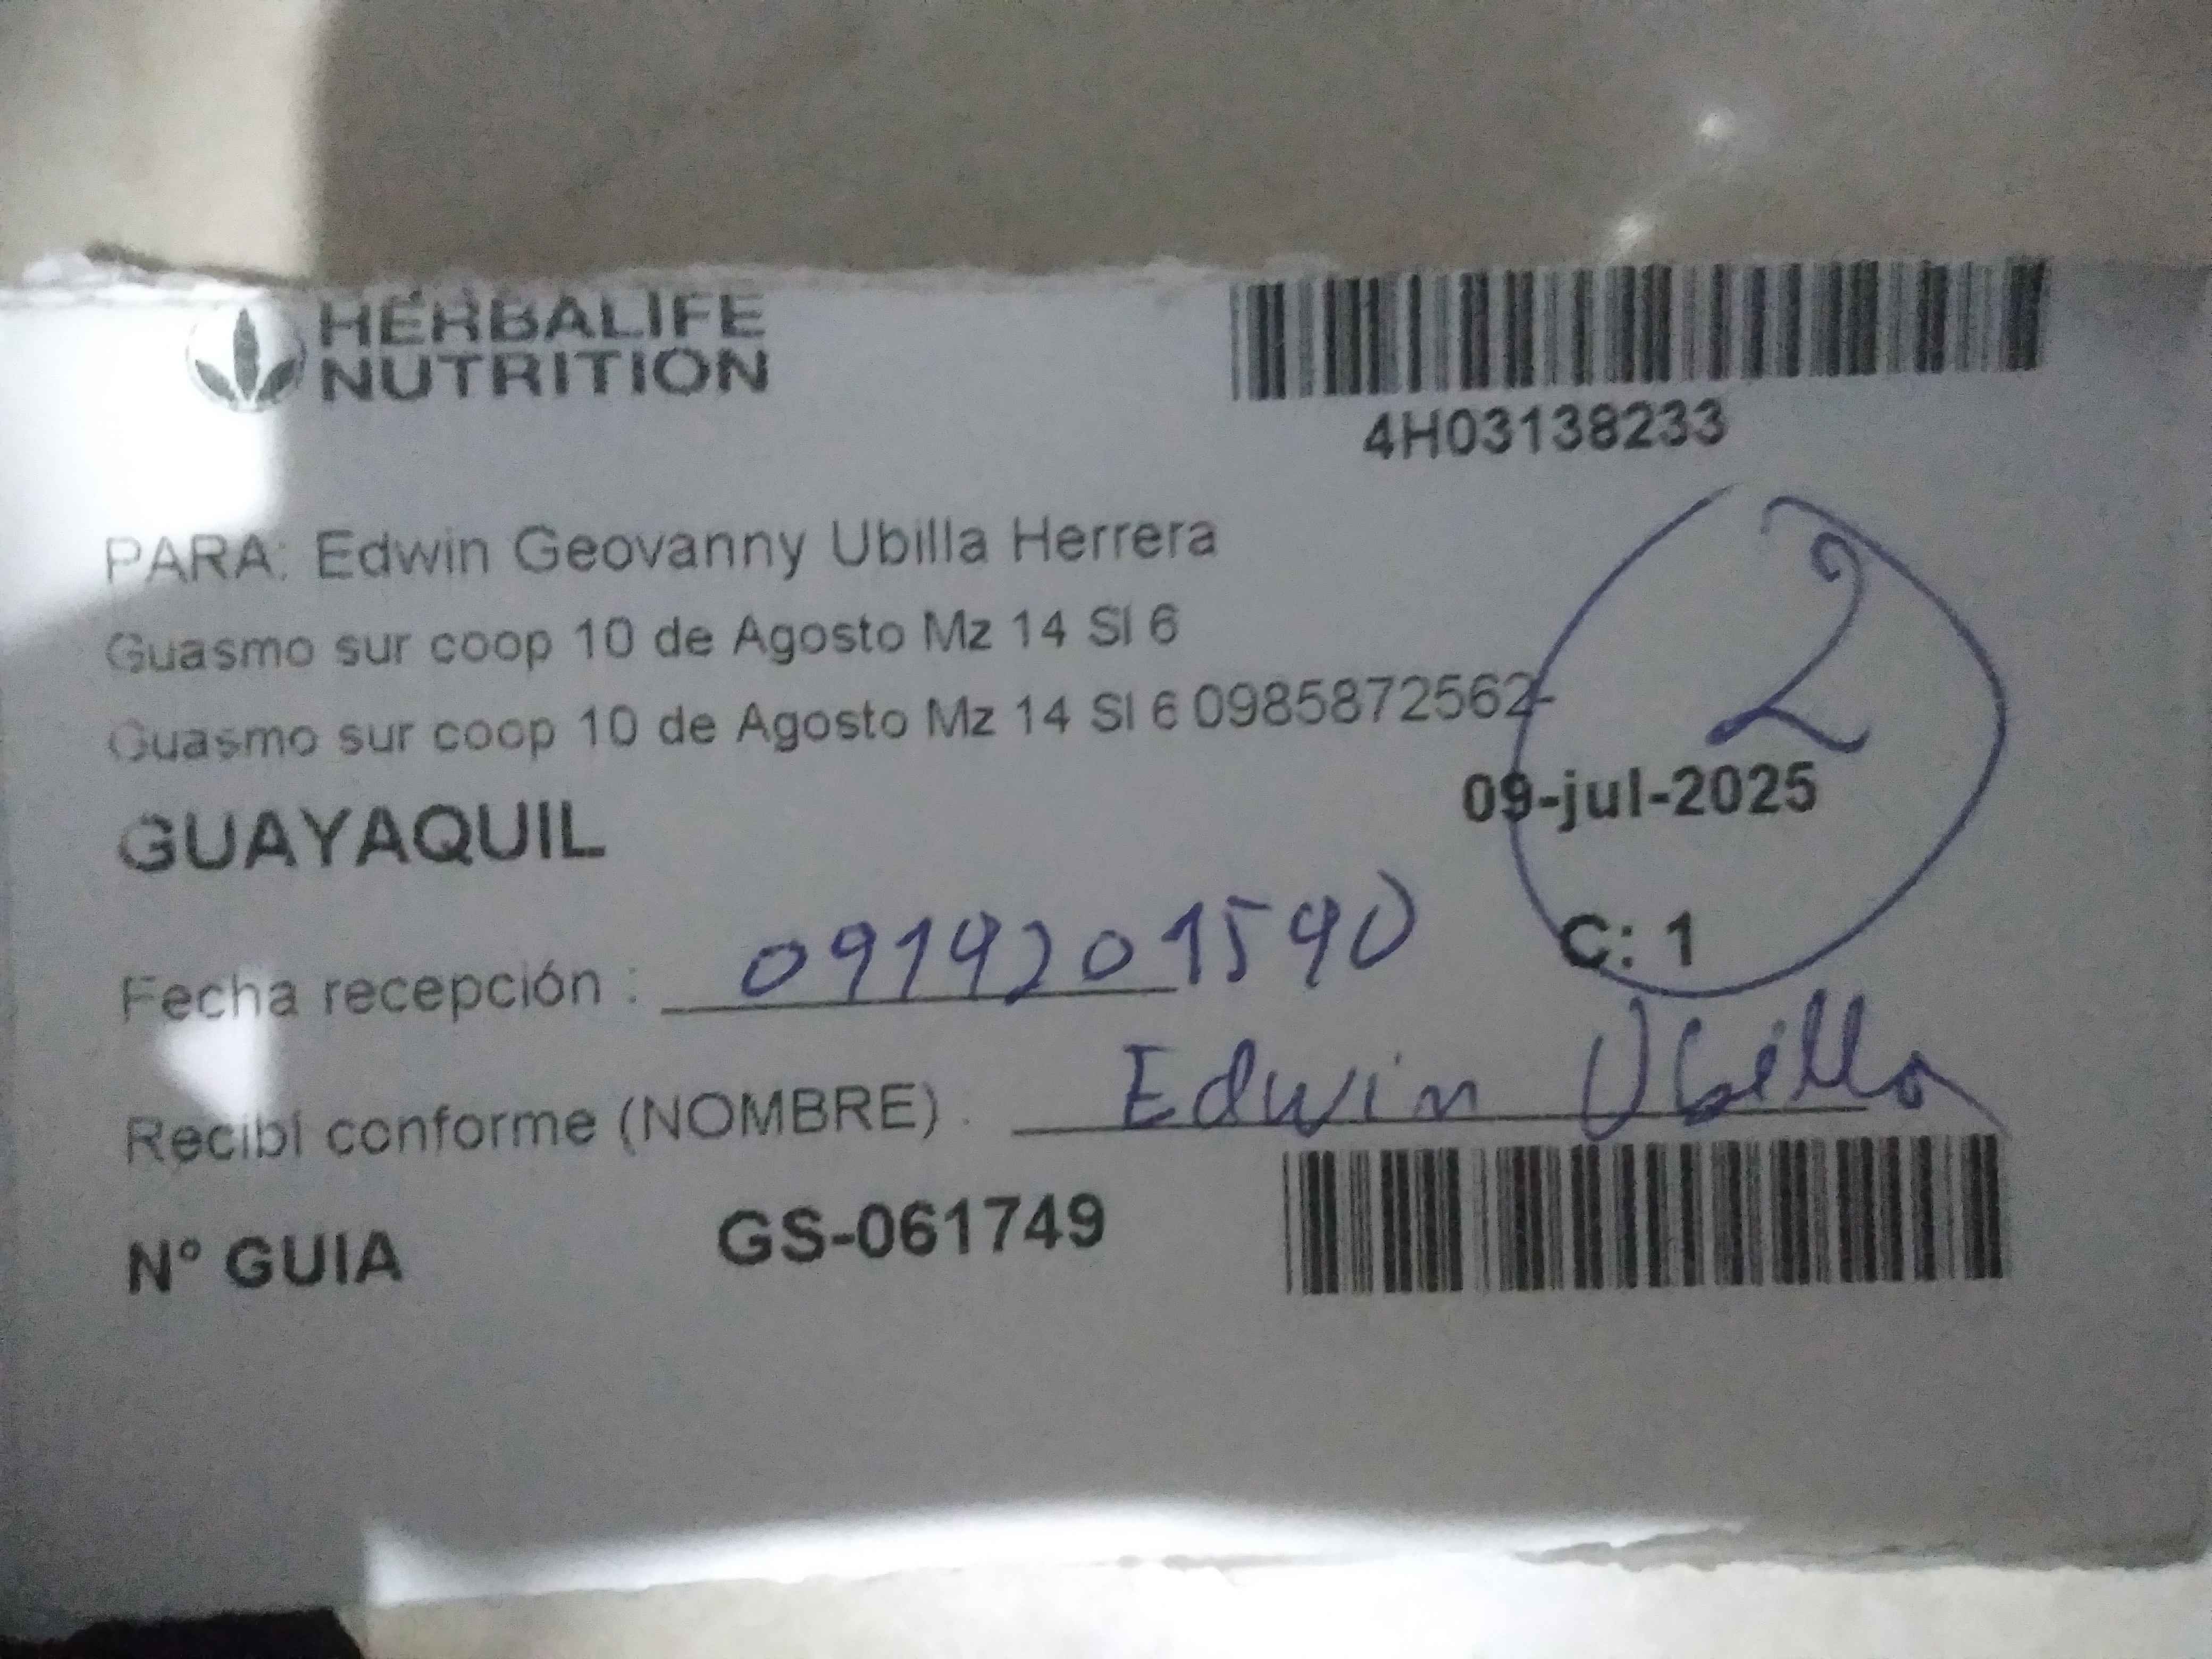 HERBALIFE
NUTRITION
4H03138233
PARA: Edwin Geovanny Ubilla Herrera
Guasmo sur coop 10 de Agosto Mz 14 Sl 6
Guasmo sur coop 10 de Agosto Mz 14 Sl 6 0985872562-
2
09-jul-2025
GUAYAQUIL
C: 1
Fecha recepción : 0919201590
Recibí conforme (NOMBRE) : Edwin Ubilla
Nº GUIA GS-061749